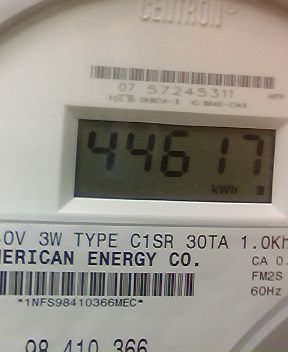 CENTRON
07 57245311
44617
kWh
0V 3W TYPE C1SR 30TA 1.0Kh
MERICAN ENERGY CO.
CA 0.
FM2S
60Hz
*1NFS98410366MEC*
98 410 366